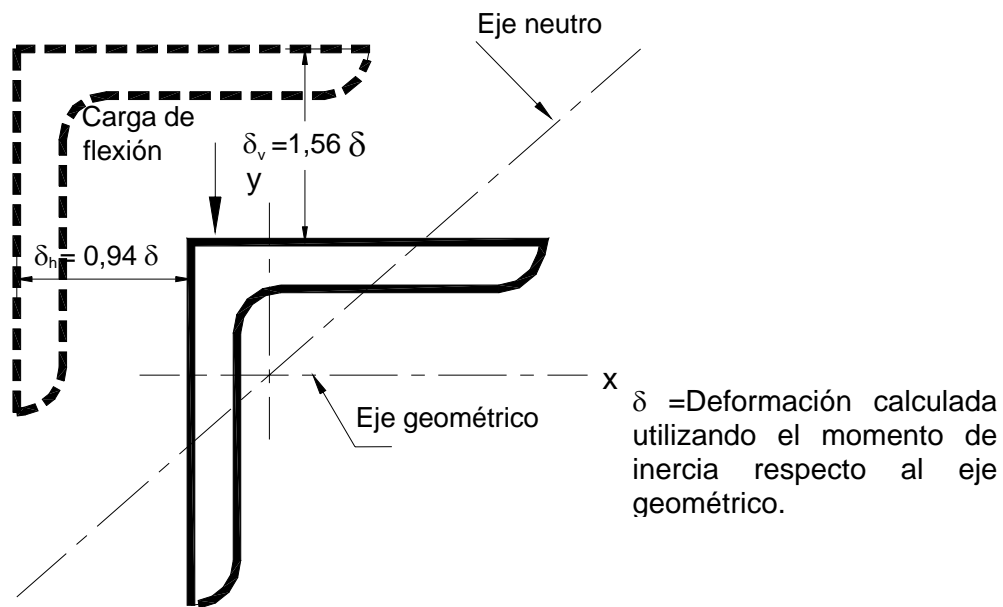 Eje neutro
Carga de
flexión
δv =1,56 δ
y
δh = 0,94 δ
x
Eje geométrico
δ =Deformación calculada
utilizando el momento de
inercia respecto al eje
geométrico.